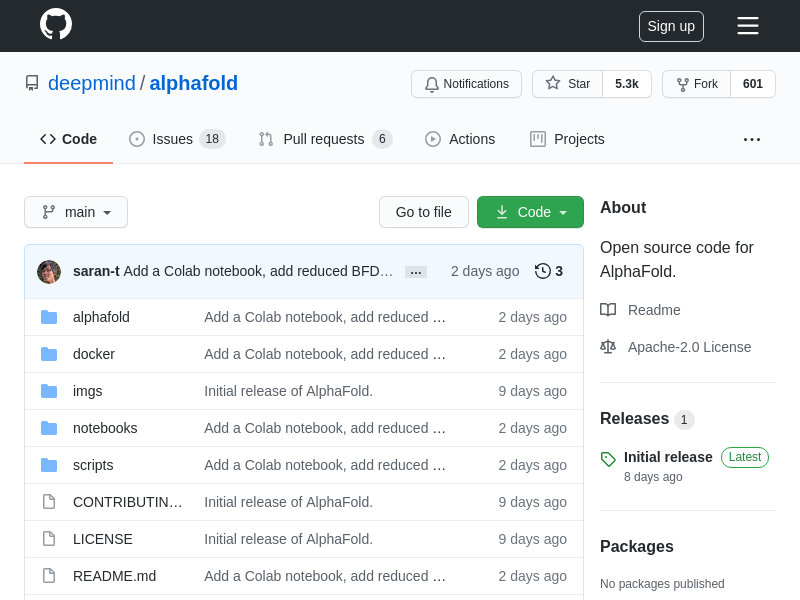 Sign up
deepmind / alphafold
Notifications
Star 5.3k
Fork 601
Code
Issues 18
Pull requests 6
Actions
Projects
...
main
Go to file
Code
saran-t Add a Colab notebook, add reduced BFD… ... 2 days ago 3
alphafold Add a Colab notebook, add reduced … 2 days ago
docker Add a Colab notebook, add reduced … 2 days ago
imgs Initial release of AlphaFold. 9 days ago
notebooks Add a Colab notebook, add reduced … 2 days ago
scripts Add a Colab notebook, add reduced … 2 days ago
CONTRIBUTIN… Initial release of AlphaFold. 9 days ago
LICENSE Initial release of AlphaFold. 9 days ago
README.md Add a Colab notebook, add reduced … 2 days ago
About
Open source code for
AlphaFold.
Readme
Apache-2.0 License
Releases 1
Initial release Latest
8 days ago
Packages
No packages published